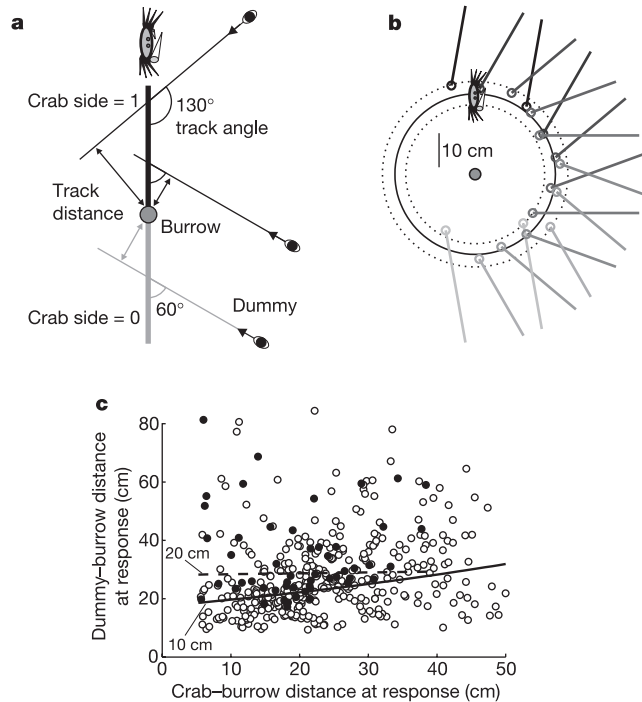 a
b
Crab side = 1
130°
track angle
10 cm
Track
distance
Burrow
Dummy
60°
Crab side = 0
c
80
60
40
20
0
20 cm
10 cm
Dummy–burrow distance
at response (cm)
0 10 20 30 40 50
Crab–burrow distance at response (cm)